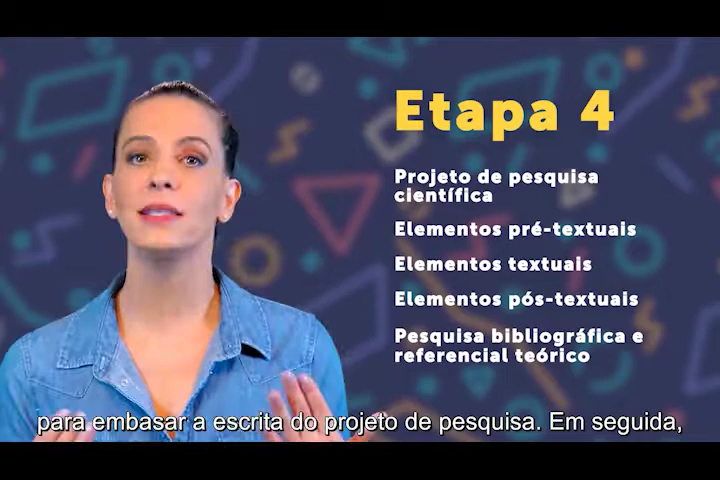 Etapa 4
Projeto de pesquisa
científica
Elementos pré-textuais
Elementos textuais
Elementos pós-textuais
Pesquisa bibliográfica e
referencial teórico
para embasar a escrita do projeto de pesquisa. Em seguida,